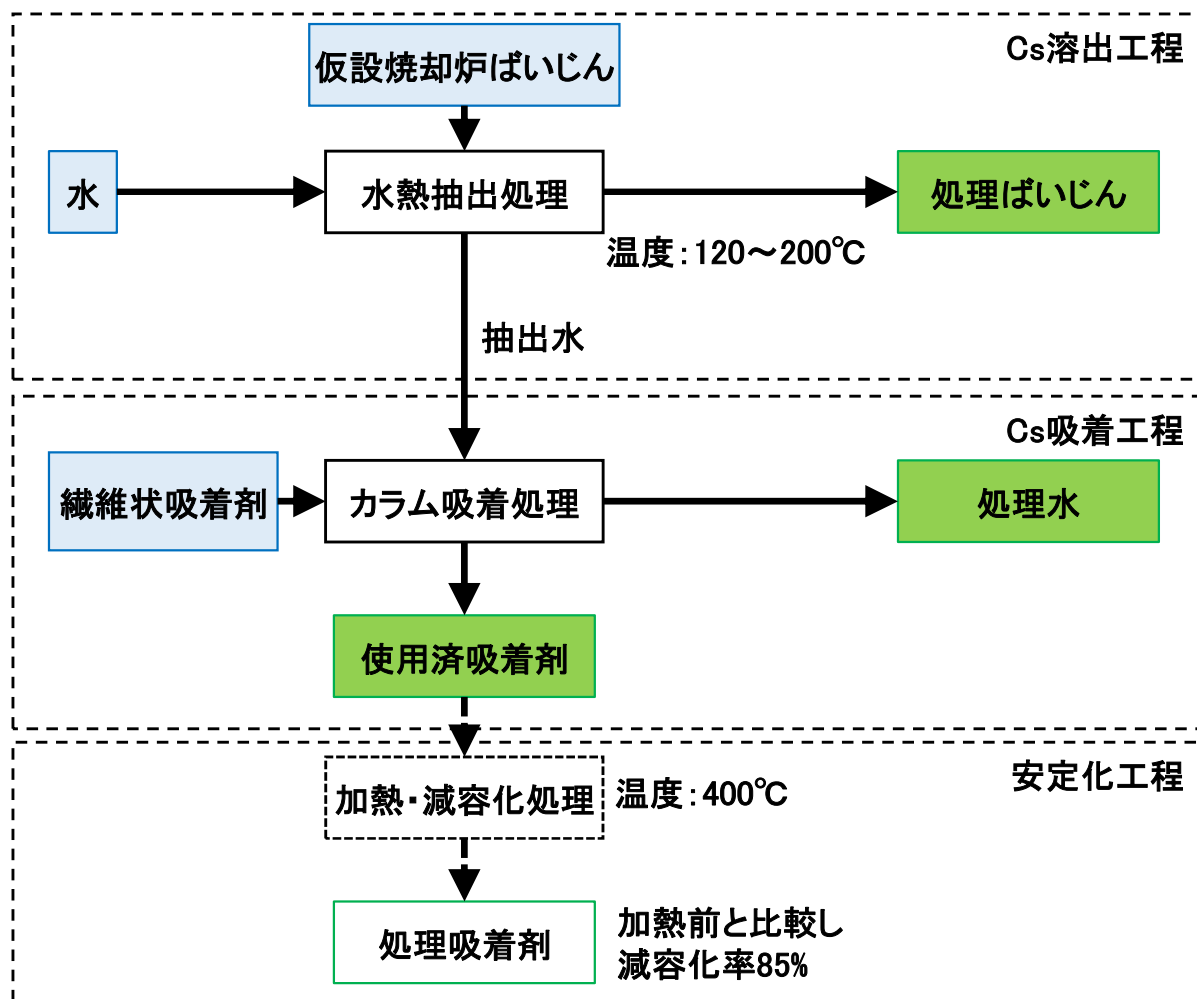 Cs溶出工程
仮設焼却炉ばいじん
水
水熱抽出処理
処理ばいじん
温度：120～200℃
抽出水
Cs吸着工程
繊維状吸着剤
カラム吸着処理
処理水
使用済吸着剤
安定化工程
加熱・減容化処理
温度：400℃
処理吸着剤
加熱前と比較し
減容化率85%